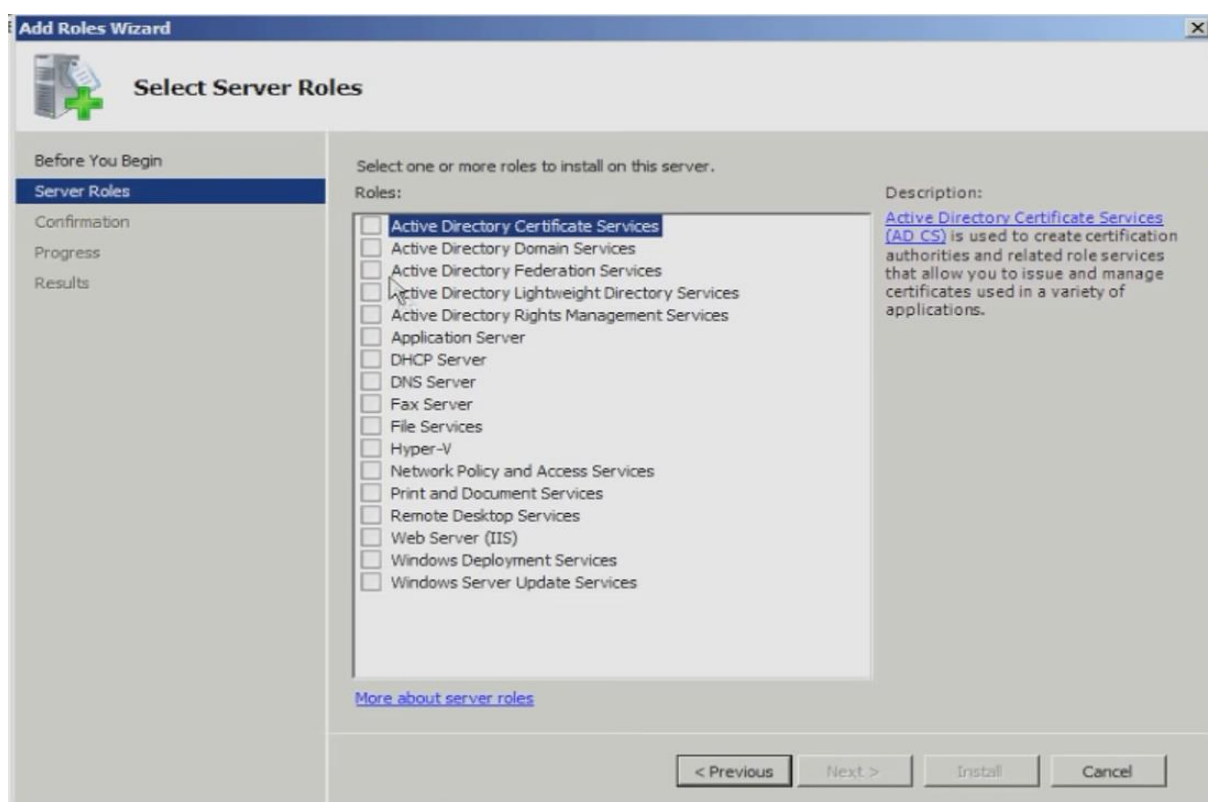 Add Roles Wizard
Select Server Roles
Before You Begin
Server Roles
Confirmation
Progress
Results
Select one or more roles to install on this server.
Roles:
Active Directory Certificate Services
Active Directory Domain Services
Active Directory Federation Services
Active Directory Lightweight Directory Services
Active Directory Rights Management Services
Application Server
DHCP Server
DNS Server
Fax Server
File Services
Hyper-V
Network Policy and Access Services
Print and Document Services
Remote Desktop Services
Web Server (IIS)
Windows Deployment Services
Windows Server Update Services
More about server roles
Description:
Active Directory Certificate Services
(AD CS) is used to create certification
authorities and related role services
that allow you to issue and manage
certificates used in a variety of
applications.
< Previous
Next >
Install
Cancel